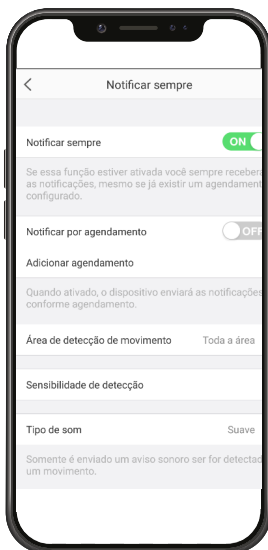 Notificar sempre
Notificar sempre ON
Se essa função estiver ativada você sempre recebera
as notificações, mesmo se já existir um agendament
configurado.
Notificar por agendamento OFF
Adicionar agendamento
Quando ativado, o dispositivo enviará as notificações
conforme agendamento.
Área de detecção de movimento Toda a área
Sensibilidade de detecção
Tipo de som Suave
Somente é enviado um aviso sonoro ser for detectad
um movimento.